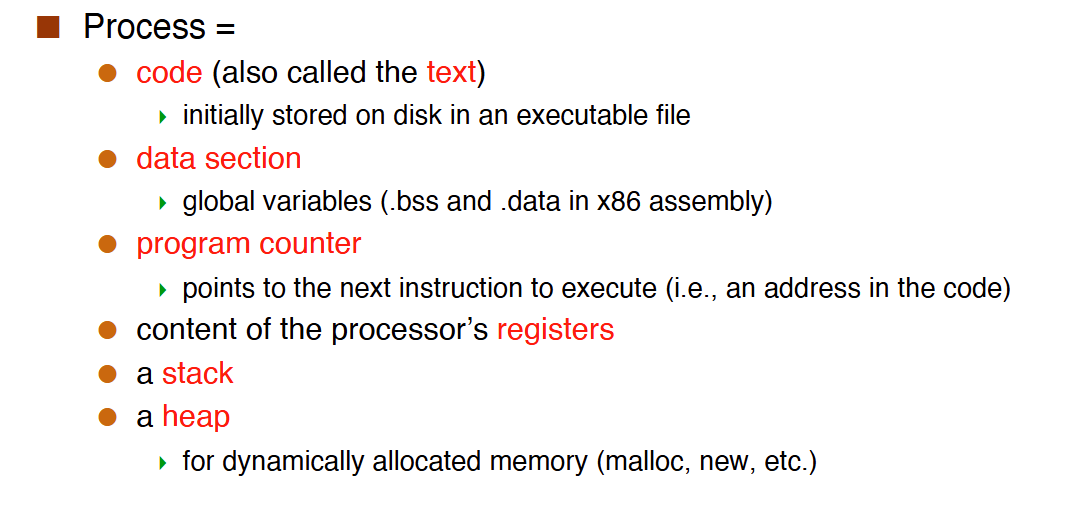 Process =
code (also called the text)
initially stored on disk in an executable file
data section
global variables (.bss and .data in x86 assembly)
program counter
points to the next instruction to execute (i.e., an address in the code)
content of the processor's registers
a stack
a heap
for dynamically allocated memory (malloc, new, etc.)